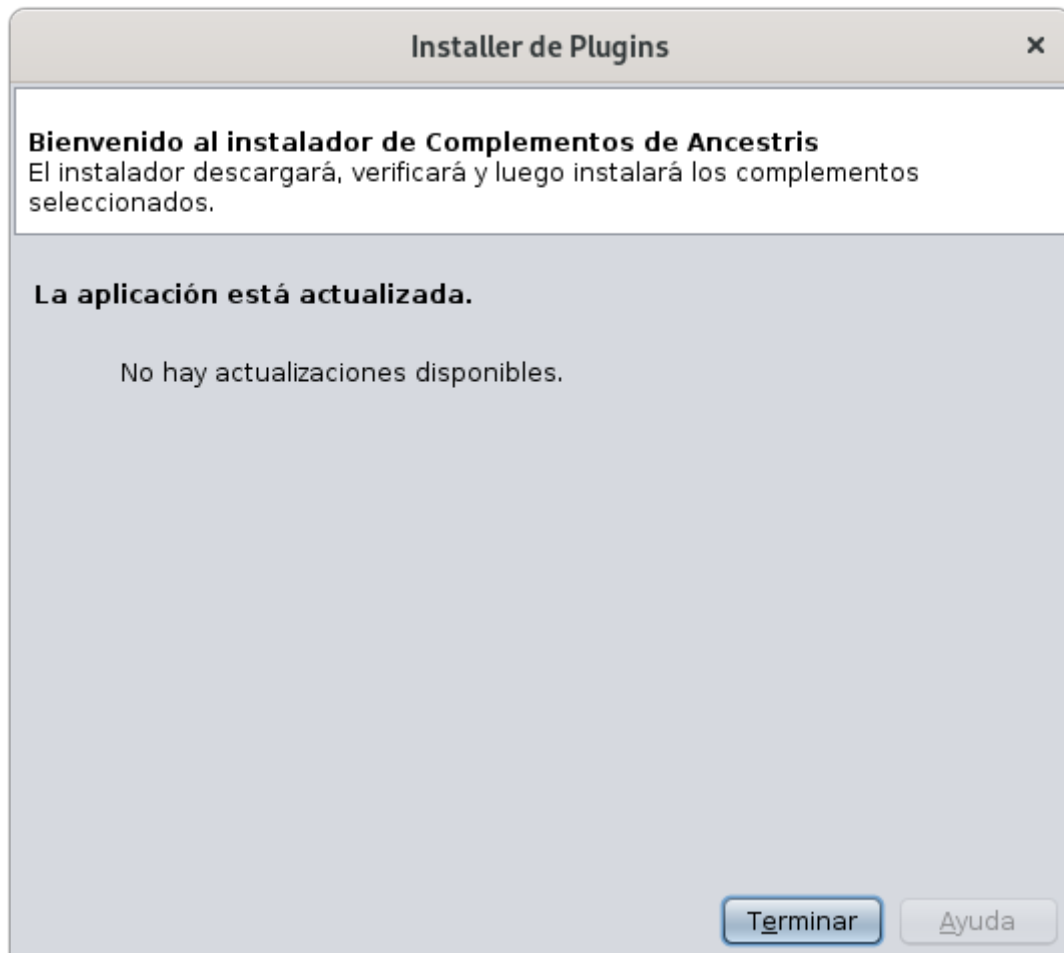 Installer de Plugins
Bienvenido al instalador de Complementos de Ancestris
El instalador descargará, verificará y luego instalará los complementos
seleccionados.
La aplicación está actualizada.
No hay actualizaciones disponibles.
Terminar
Ayuda